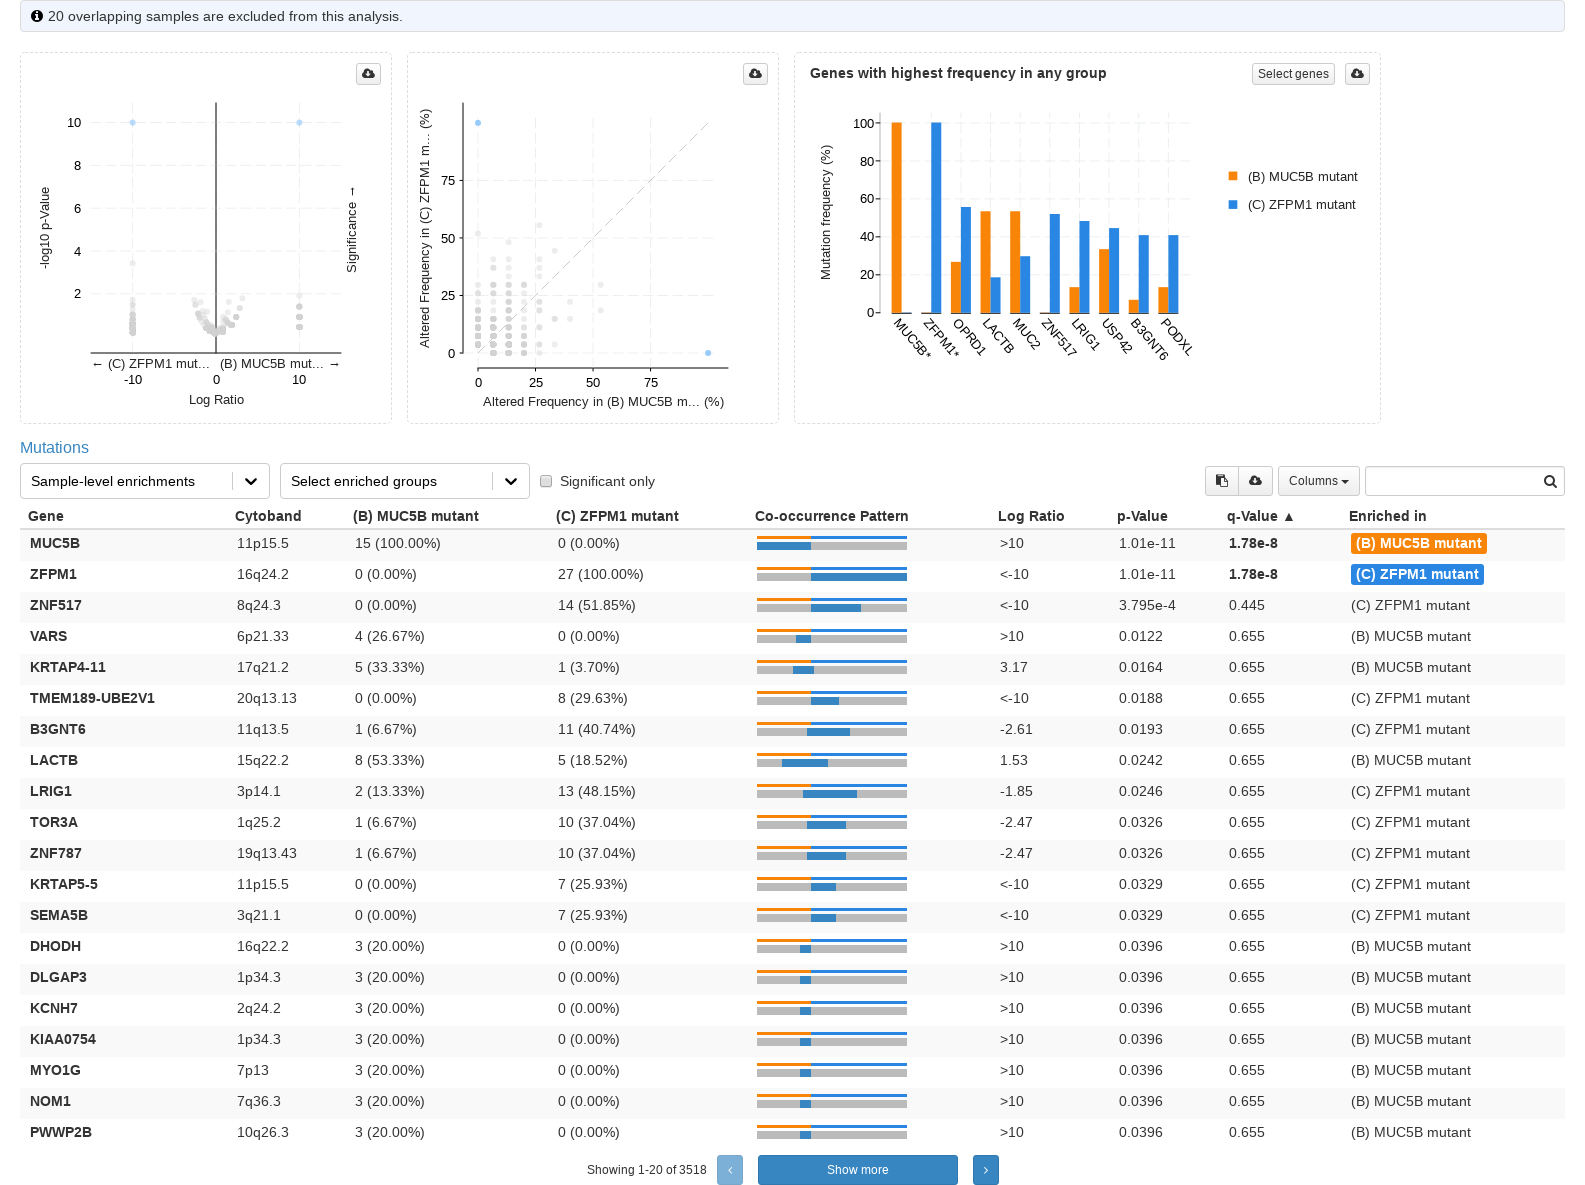 20 overlapping samples are excluded from this analysis.
10
8
6
4
2
-log10 p-Value
Significance →
← (C) ZFPM1 mut…
(B) MUC5B mut… →
-10
0
10
Log Ratio
Altered Frequency in (C) ZFPM1 m… (%)
75
50
25
0
0
25
50
75
Altered Frequency in (B) MUC5B m… (%)
Genes with highest frequency in any group
Select genes
Mutation frequency (%)
100
80
60
40
20
0
MUC5B*
ZFPM1*
OPRD1
LACTB
MUC2
ZNF517
LRIG1
USP42
B3GNT6
PODXL
(B) MUC5B mutant
(C) ZFPM1 mutant
Mutations
Sample-level enrichments
Select enriched groups
Significant only
Columns
Gene Cytoband (B) MUC5B mutant (C) ZFPM1 mutant Co-occurrence Pattern Log Ratio p-Value q-Value ▲ Enriched in
MUC5B 11p15.5 15 (100.00%) 0 (0.00%) >10 1.01e-11 1.78e-8 (B) MUC5B mutant
ZFPM1 16q24.2 0 (0.00%) 27 (100.00%) <-10 1.01e-11 1.78e-8 (C) ZFPM1 mutant
ZNF517 8q24.3 0 (0.00%) 14 (51.85%) <-10 3.795e-4 0.445 (C) ZFPM1 mutant
VARS 6p21.33 4 (26.67%) 0 (0.00%) >10 0.0122 0.655 (B) MUC5B mutant
KRTAP4-11 17q21.2 5 (33.33%) 1 (3.70%) 3.17 0.0164 0.655 (B) MUC5B mutant
TMEM189-UBE2V1 20q13.13 0 (0.00%) 8 (29.63%) <-10 0.0188 0.655 (C) ZFPM1 mutant
B3GNT6 11q13.5 1 (6.67%) 11 (40.74%) -2.61 0.0193 0.655 (C) ZFPM1 mutant
LACTB 15q22.2 8 (53.33%) 5 (18.52%) 1.53 0.0242 0.655 (B) MUC5B mutant
LRIG1 3p14.1 2 (13.33%) 13 (48.15%) -1.85 0.0246 0.655 (C) ZFPM1 mutant
TOR3A 1q25.2 1 (6.67%) 10 (37.04%) -2.47 0.0326 0.655 (C) ZFPM1 mutant
ZNF787 19q13.43 1 (6.67%) 10 (37.04%) -2.47 0.0326 0.655 (C) ZFPM1 mutant
KRTAP5-5 11p15.5 0 (0.00%) 7 (25.93%) <-10 0.0329 0.655 (C) ZFPM1 mutant
SEMA5B 3q21.1 0 (0.00%) 7 (25.93%) <-10 0.0329 0.655 (C) ZFPM1 mutant
DHODH 16q22.2 3 (20.00%) 0 (0.00%) >10 0.0396 0.655 (B) MUC5B mutant
DLGAP3 1p34.3 3 (20.00%) 0 (0.00%) >10 0.0396 0.655 (B) MUC5B mutant
KCNH7 2q24.2 3 (20.00%) 0 (0.00%) >10 0.0396 0.655 (B) MUC5B mutant
KIAA0754 1p34.3 3 (20.00%) 0 (0.00%) >10 0.0396 0.655 (B) MUC5B mutant
MYO1G 7p13 3 (20.00%) 0 (0.00%) >10 0.0396 0.655 (B) MUC5B mutant
NOM1 7q36.3 3 (20.00%) 0 (0.00%) >10 0.0396 0.655 (B) MUC5B mutant
PWWP2B 10q26.3 3 (20.00%) 0 (0.00%) >10 0.0396 0.655 (B) MUC5B mutant
Showing 1-20 of 3518 ‹ Show more ›